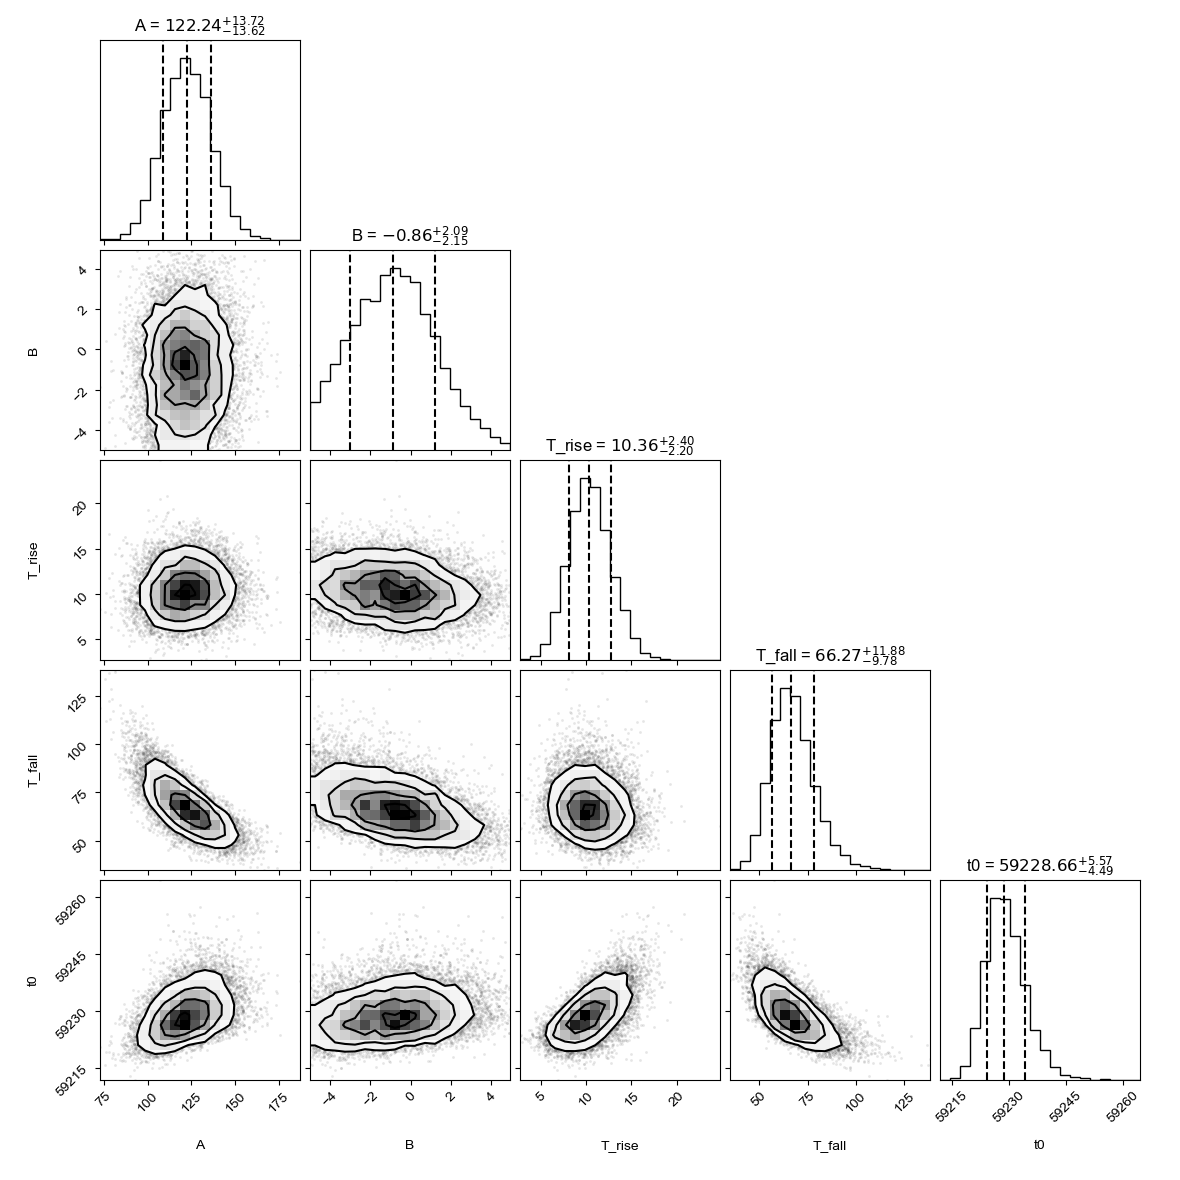 A = 122.24+13.72−13.62
B = −0.86+2.09−2.15
4
2
0
−2
−4
B
T_rise = 10.36+2.40−2.20
20
15
10
5
T_rise
T_fall = 66.27+11.88−9.78
125
100
75
50
T_fall
t0 = 59228.66+5.57−4.49
59260
59245
59230
59215
t0
75 100 125 150 175
−4 −2 0 2 4
5 10 15 20
50 75 100 125
59215 59230 59245 59260
A B T_rise T_fall t0